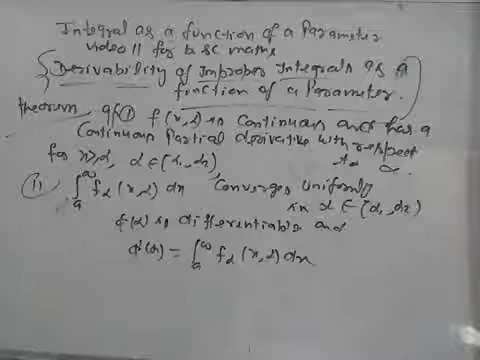 Integral as a function of a Parameter
video 11 for b sc maths
Derivability of Improper Integrals as a
function of a Parameter.
Theorem if (i) f(x,α) is Continuous and has a
Continuous Partial derivative with respect
to α
for x≥a, α ∈ (α₁, α₂)
(ii) ∫ₐ^∞ fα(x,α) dx Converges Uniformly
in α ∈ (α₁, α₂)
ϕ(α) is differentiable and
ϕ'(α) = ∫ₐ^∞ fα(x,α) dx